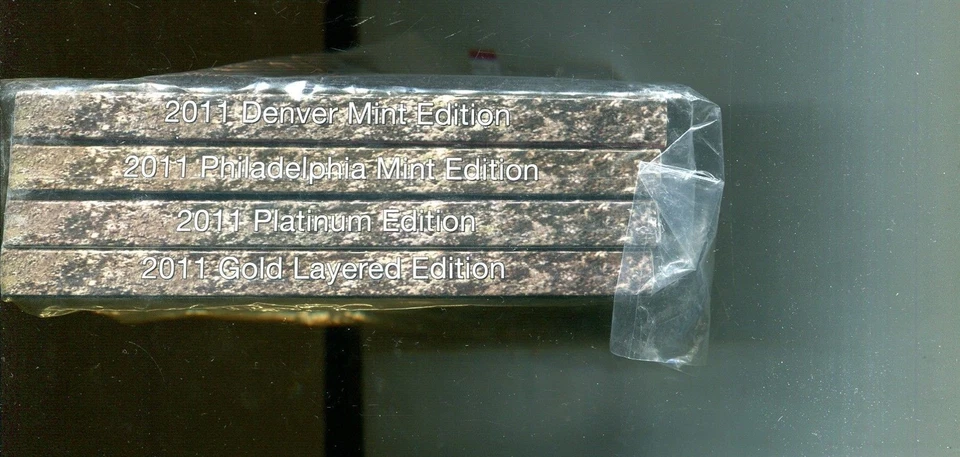 2011 Denver Mint Edition
2011 Philadelphia Mint Edition
2011 Platinum Edition
2011 Gold Layered Edition